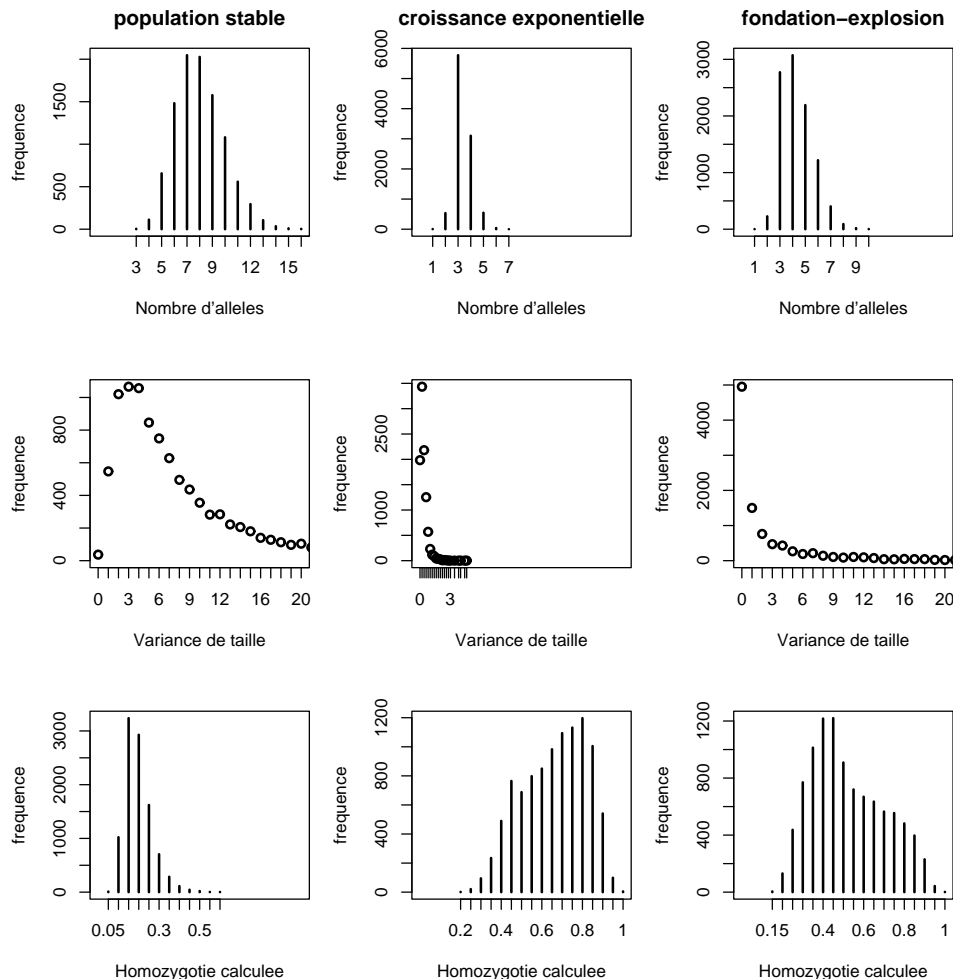 population stable
croissance exponentielle
fondation−explosion
frequence
0 500 1500
3 5 7 9 12 15
Nombre d'alleles
frequence
0 2000 4000 6000
1 3 5 7
Nombre d'alleles
frequence
0 1000 2000 3000
1 3 5 7 9
Nombre d'alleles
frequence
0 400 800
0 3 6 9 12 16 20
Variance de taille
frequence
0 1000 2500
0 3
Variance de taille
frequence
0 2000 4000
0 3 6 9 12 16 20
Variance de taille
frequence
0 1000 2000 3000
0.05 0.3 0.5
Homozygotie calculee
frequence
0 400 800 1200
0.2 0.4 0.6 0.8 1
Homozygotie calculee
frequence
0 400 800 1200
0.15 0.4 0.6 0.8 1
Homozygotie calculee